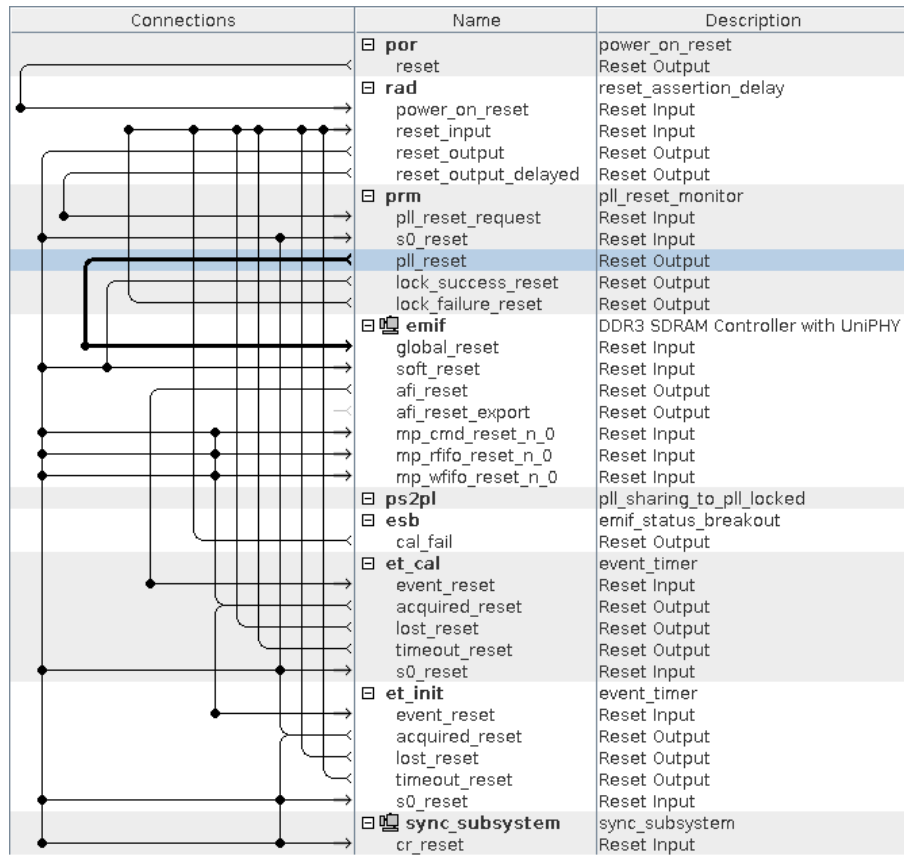 Connections Name Description
por power_on_reset
reset Reset Output
rad reset_assertion_delay
power_on_reset Reset Input
reset_input Reset Input
reset_output Reset Output
reset_output_delayed Reset Output
prm pll_reset_monitor
pll_reset_request Reset Input
s0_reset Reset Input
pll_reset Reset Output
lock_success_reset Reset Output
lock_failure_reset Reset Output
emif DDR3 SDRAM Controller with UniPHY
global_reset Reset Input
soft_reset Reset Input
afi_reset Reset Output
afi_reset_export Reset Output
mp_cmd_reset_n_0 Reset Input
mp_rfifo_reset_n_0 Reset Input
mp_wfifo_reset_n_0 Reset Input
ps2pl pll_sharing_to_pll_locked
esb emif_status_breakout
cal_fail Reset Output
et_cal event_timer
event_reset Reset Input
acquired_reset Reset Output
lost_reset Reset Output
timeout_reset Reset Output
s0_reset Reset Input
et_init event_timer
event_reset Reset Input
acquired_reset Reset Output
lost_reset Reset Output
timeout_reset Reset Output
s0_reset Reset Input
sync_subsystem sync_subsystem
cr_reset Reset Input